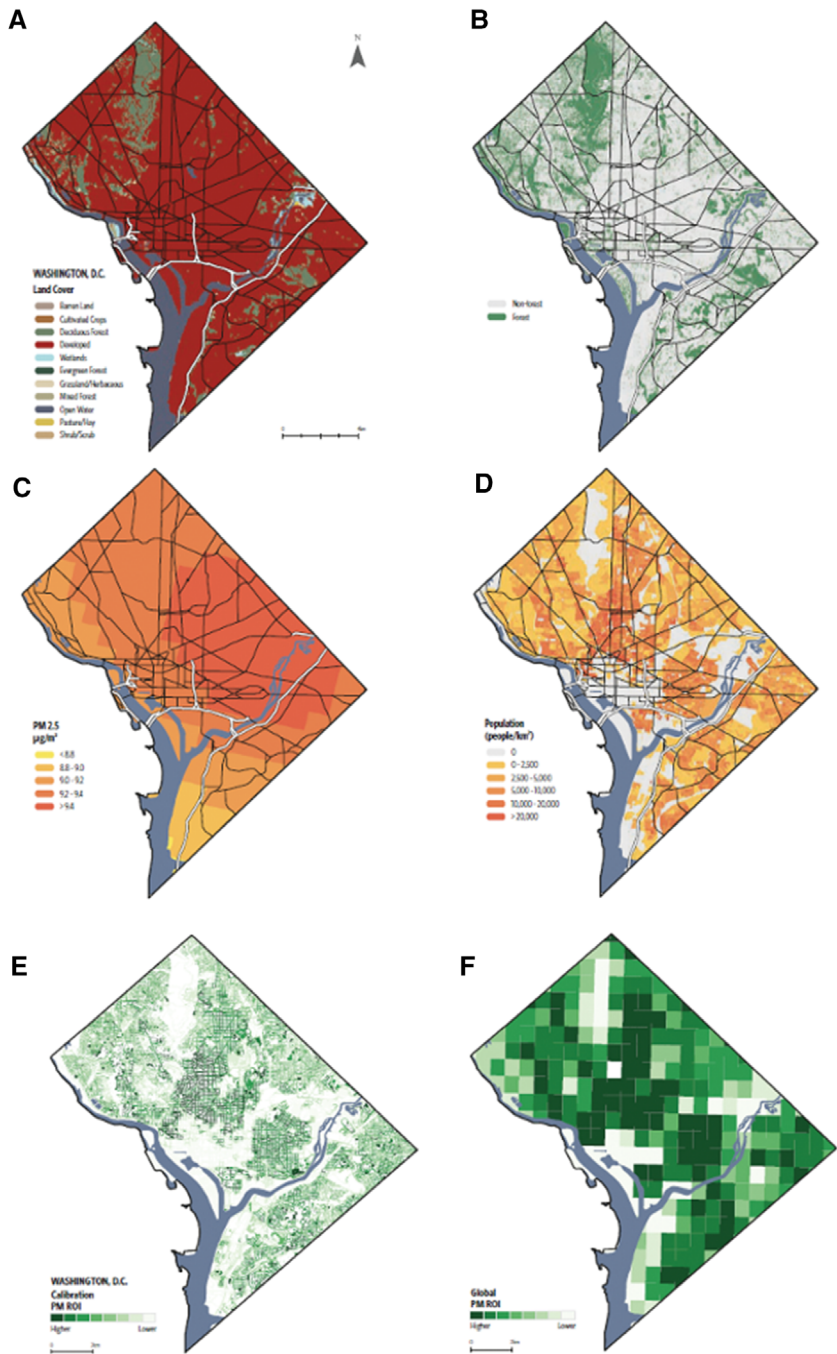 A
N
B
WASHINGTON, D.C.
Land Cover
Barren Land
Cultivated Crops
Deciduous Forest
Developed
Wetlands
Evergreen Forest
Grassland/Herbaceous
Mixed Forest
Open Water
Pasture/Hay
Shrub/Scrub
0
Non-forest
Forest
C
D
PM 2.5
µg/m³
< 8.8
8.8 - 9.0
9.0 - 9.2
9.2 - 9.4
> 9.4
Population
(people/km²)
0
0 - 2,500
2,500 - 5,000
5,000 - 10,000
10,000 - 20,000
> 20,000
E
F
WASHINGTON, D.C.
Calibration
PM ROI
Higher Lower
0
Global
PM ROI
Higher Lower
0